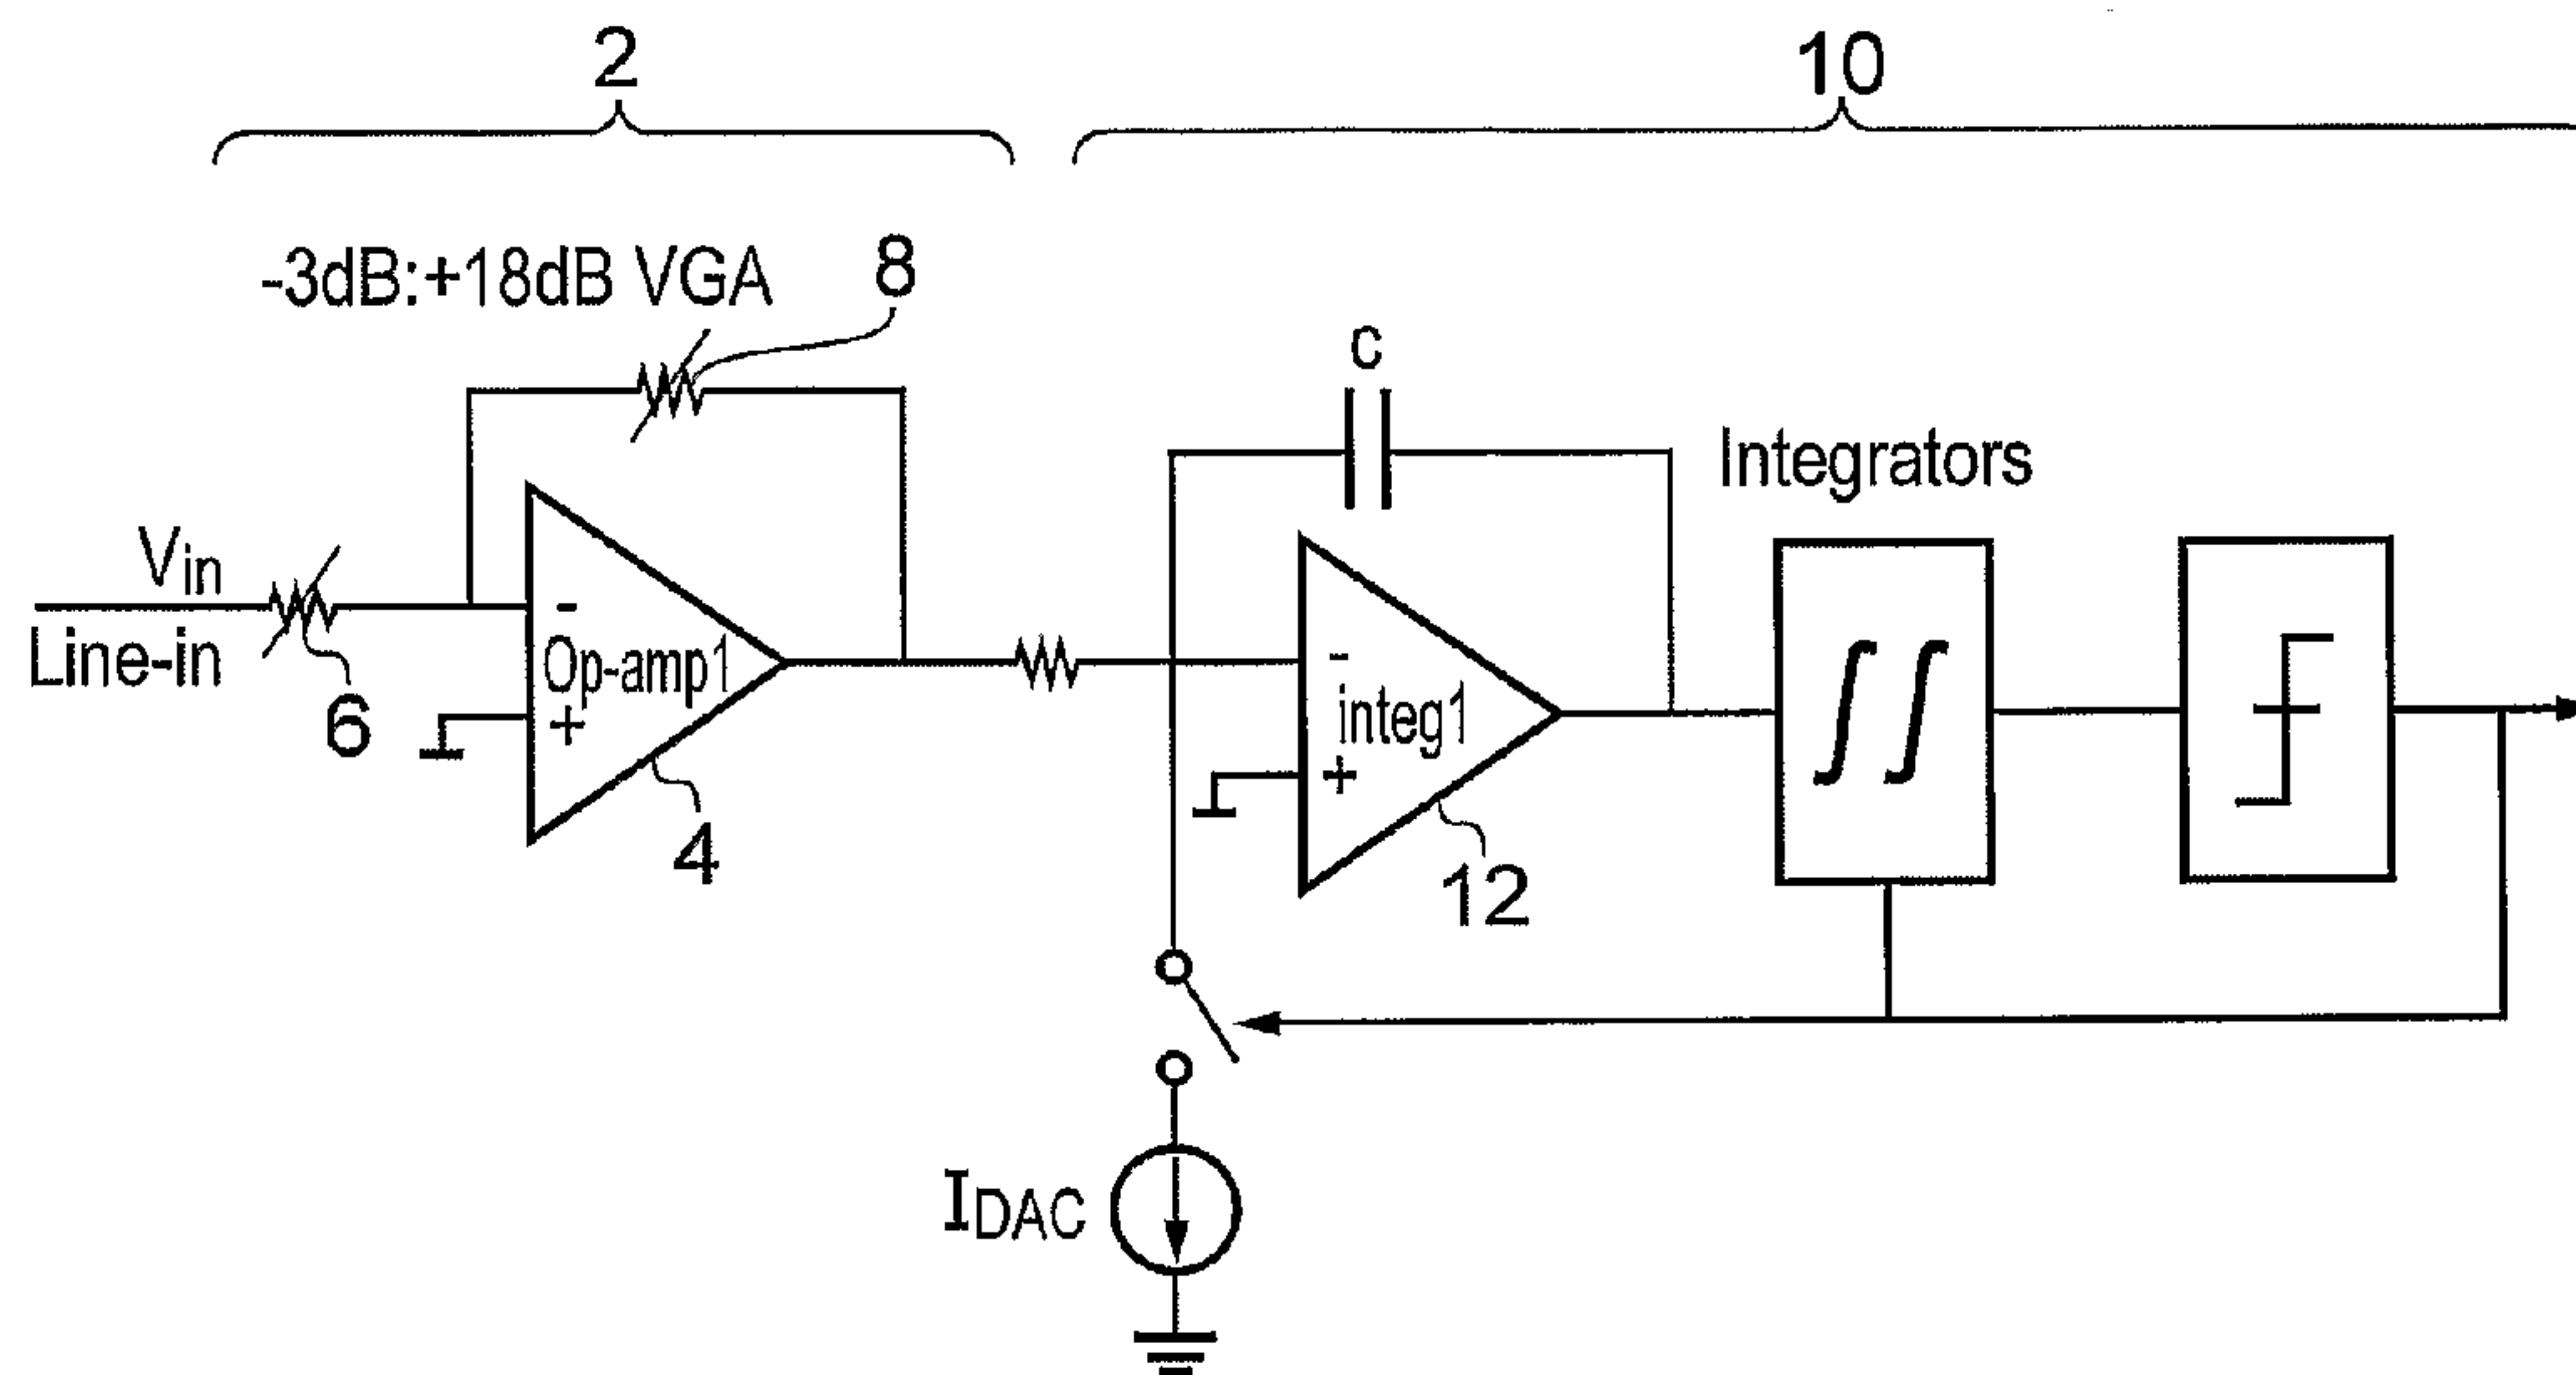 2
10
-3dB:+18dB VGA
8
c
Integrators
Vin
Line-in
6
-
Op-amp1
+
4
-
integ1
+
12
∫∫
IDAC